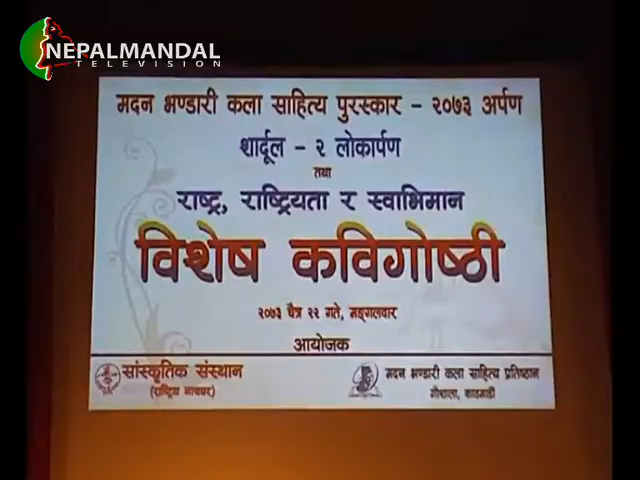 NEPALMANDAL
TELEVISION
मदन भण्डारी कला साहित्य पुरस्कार - २०७३ अर्पण
शार्दूल - २ लोकार्पण
तथा
राष्ट्र, राष्ट्रियता र स्वाभिमान
विशेष कविगोष्ठी
२०७३ चैत्र २२ गते, मङ्गलवार
आयोजक
सांस्कृतिक संस्थान
(राष्ट्रिय नाचघर)
मदन भण्डारी कला साहित्य प्रतिष्ठान
गौशाला, काठमाडौं